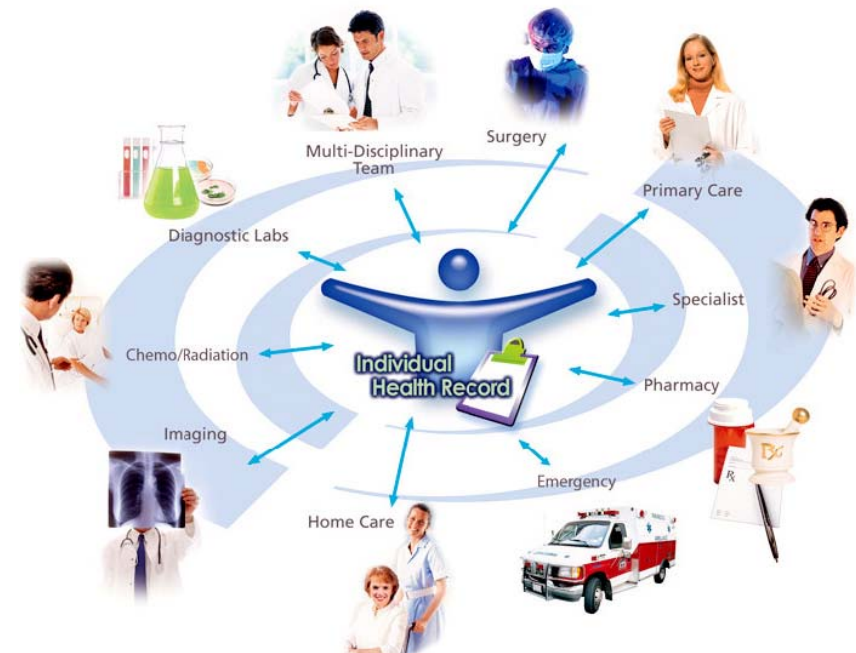 Surgery
Multi-Disciplinary
Team
Primary Care
Diagnostic Labs
Specialist
Chemo/Radiation
Individual
Health Record
Pharmacy
Imaging
Emergency
Home Care
Rx